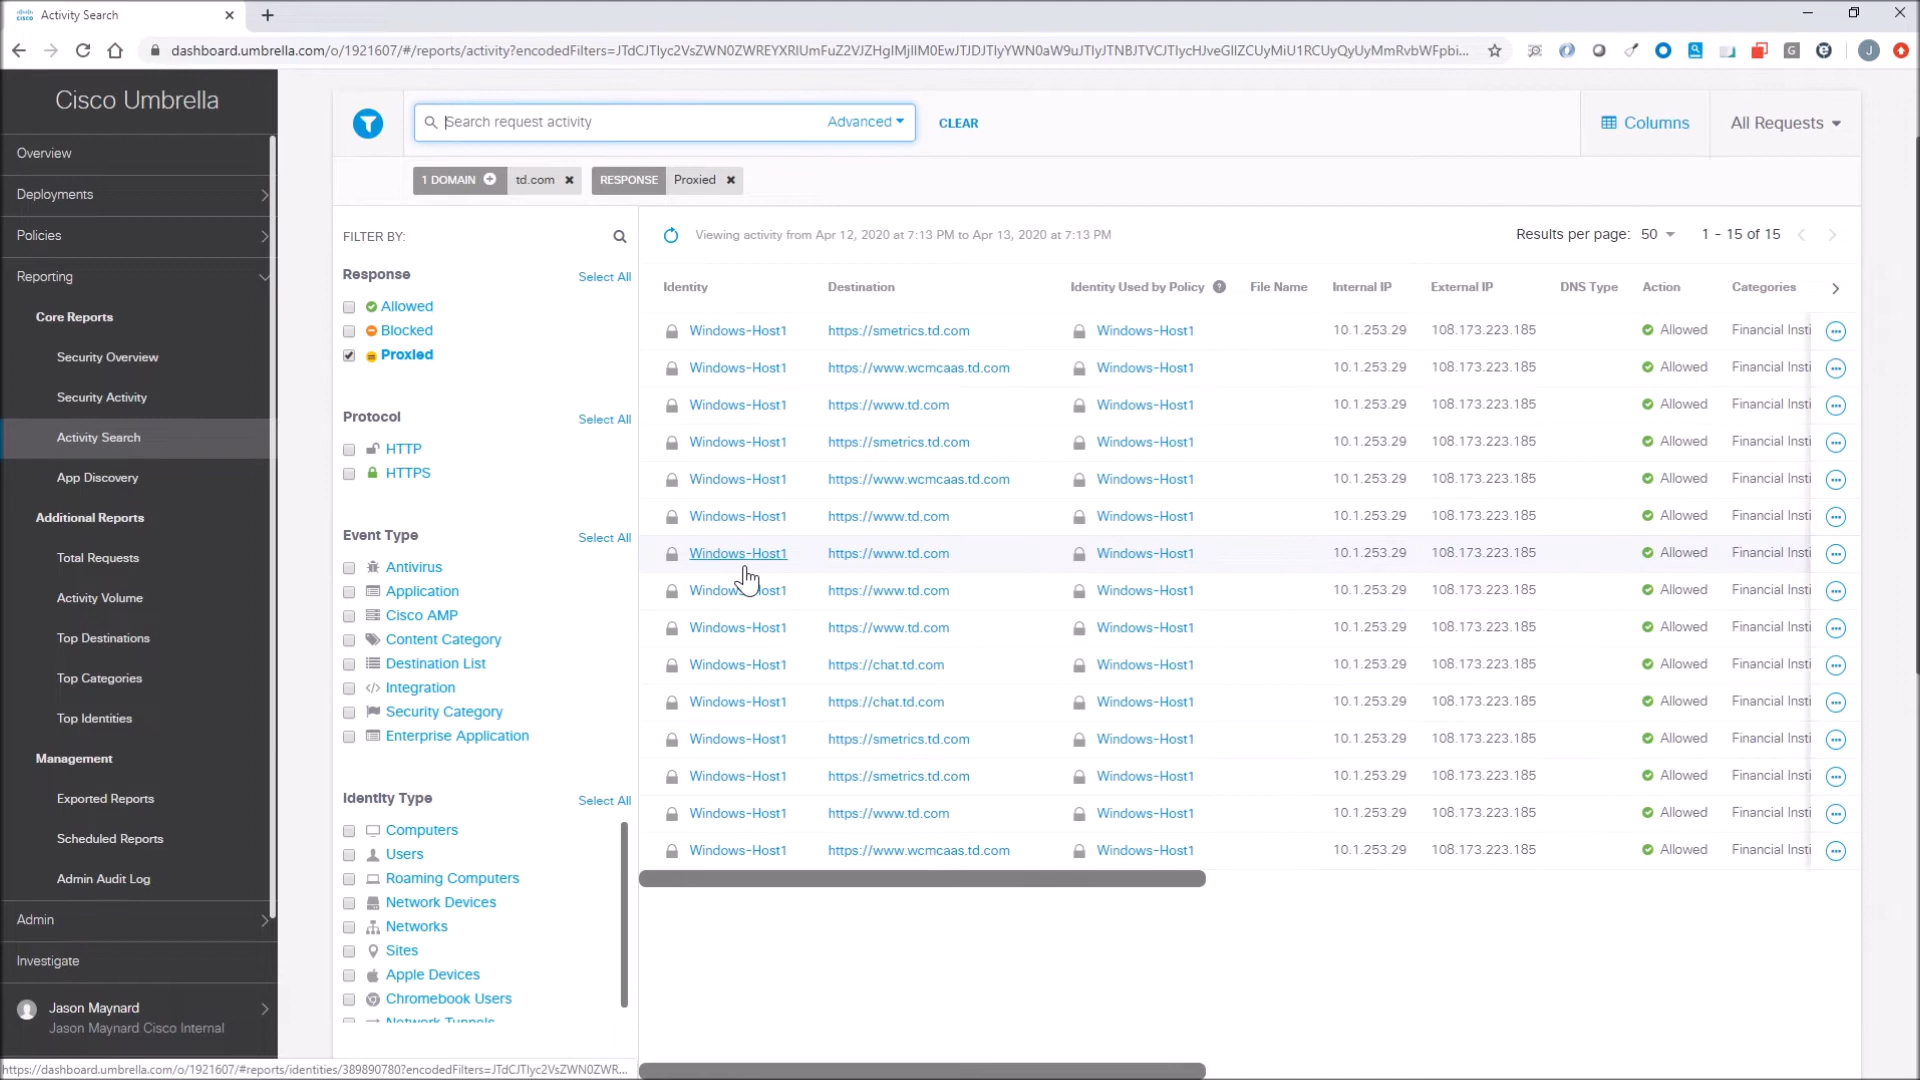 Activity Search
dashboard.umbrella.com/o/1921607/#/reports/activity?encodedFilters=
Cisco Umbrella
Overview
Deployments
Policies
Reporting
Core Reports
Security Overview
Security Activity
Activity Search
App Discovery
Additional Reports
Total Requests
Activity Volume
Top Destinations
Top Categories
Top Identities
Management
Exported Reports
Scheduled Reports
Admin Audit Log
Admin
Investigate
Jason Maynard
Jason Maynard Cisco Internal
Search request activity Advanced CLEAR
Columns All Requests
1 DOMAIN td.com RESPONSE Proxied
FILTER BY:
Response Select All
Allowed
Blocked
Proxied
Protocol Select All
HTTP
HTTPS
Event Type Select All
Antivirus
Application
Cisco AMP
Content Category
Destination List
Integration
Security Category
Enterprise Application
Identity Type Select All
Computers
Users
Roaming Computers
Network Devices
Networks
Sites
Apple Devices
Chromebook Users
Network Tunnels
Viewing activity from Apr 12, 2020 at 7:13 PM to Apr 13, 2020 at 7:13 PM Results per page: 50 1 - 15 of 15
Identity Destination Identity Used by Policy ? File Name Internal IP External IP DNS Type Action Categories
Windows-Host1 https://smetrics.td.com Windows-Host1 10.1.253.29 108.173.223.185 Allowed Financial Insti
Windows-Host1 https://www.wcmcaas.td.com Windows-Host1 10.1.253.29 108.173.223.185 Allowed Financial Insti
Windows-Host1 https://www.td.com Windows-Host1 10.1.253.29 108.173.223.185 Allowed Financial Insti
Windows-Host1 https://smetrics.td.com Windows-Host1 10.1.253.29 108.173.223.185 Allowed Financial Insti
Windows-Host1 https://www.wcmcaas.td.com Windows-Host1 10.1.253.29 108.173.223.185 Allowed Financial Insti
Windows-Host1 https://www.td.com Windows-Host1 10.1.253.29 108.173.223.185 Allowed Financial Insti
Windows-Host1 https://www.td.com Windows-Host1 10.1.253.29 108.173.223.185 Allowed Financial Insti
Windows-Host1 https://www.td.com Windows-Host1 10.1.253.29 108.173.223.185 Allowed Financial Insti
Windows-Host1 https://www.td.com Windows-Host1 10.1.253.29 108.173.223.185 Allowed Financial Insti
Windows-Host1 https://chat.td.com Windows-Host1 10.1.253.29 108.173.223.185 Allowed Financial Insti
Windows-Host1 https://chat.td.com Windows-Host1 10.1.253.29 108.173.223.185 Allowed Financial Insti
Windows-Host1 https://smetrics.td.com Windows-Host1 10.1.253.29 108.173.223.185 Allowed Financial Insti
Windows-Host1 https://smetrics.td.com Windows-Host1 10.1.253.29 108.173.223.185 Allowed Financial Insti
Windows-Host1 https://www.td.com Windows-Host1 10.1.253.29 108.173.223.185 Allowed Financial Insti
Windows-Host1 https://www.wcmcaas.td.com Windows-Host1 10.1.253.29 108.173.223.185 Allowed Financial Insti
https://dashboard.umbrella.com/o/1921607/#reports/identities/389890780?encodedFilters=JTdCJTIyc2VsZWN0ZWR...